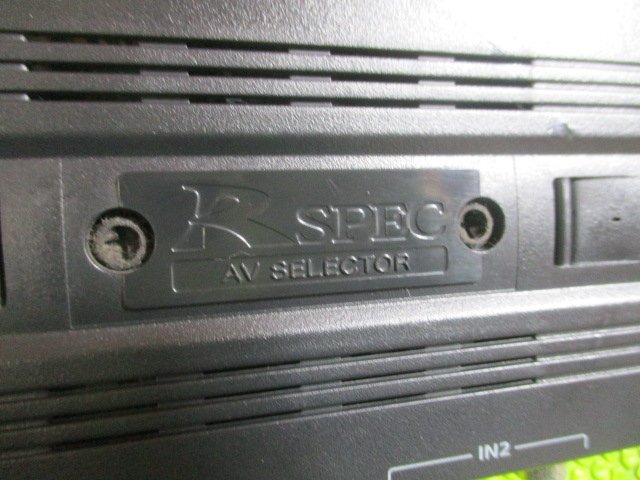 R SPEC
AV SELECTOR
IN2